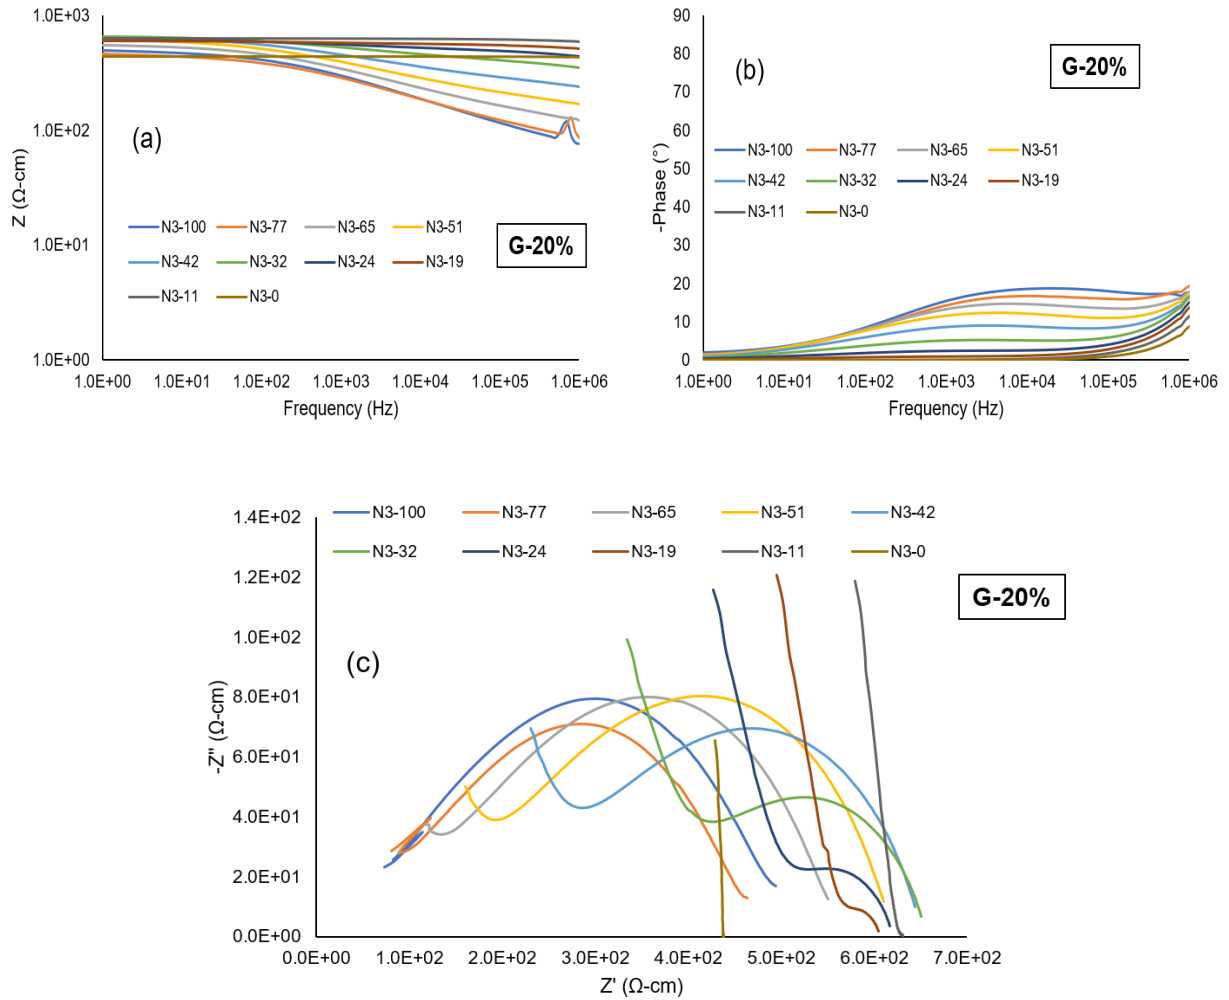 1.0E+03
1.0E+02
1.0E+01
1.0E+00
Z (Ω-cm)
(a)
N3-100 N3-77 N3-65 N3-51
N3-42 N3-32 N3-24 N3-19
N3-11 N3-0
G-20%
1.0E+00 1.0E+01 1.0E+02 1.0E+03 1.0E+04 1.0E+05 1.0E+06
Frequency (Hz)
90
80
70
60
50
40
30
20
10
0
-Phase (°)
(b)
G-20%
N3-100 N3-77 N3-65 N3-51
N3-42 N3-32 N3-24 N3-19
N3-11 N3-0
1.0E+00 1.0E+01 1.0E+02 1.0E+03 1.0E+04 1.0E+05 1.0E+06
Frequency (Hz)
1.4E+02
1.2E+02
1.0E+02
8.0E+01
6.0E+01
4.0E+01
2.0E+01
0.0E+00
-Z'' (Ω-cm)
N3-100 N3-77 N3-65 N3-51 N3-42
N3-32 N3-24 N3-19 N3-11 N3-0
G-20%
(c)
0.0E+00 1.0E+02 2.0E+02 3.0E+02 4.0E+02 5.0E+02 6.0E+02 7.0E+02
Z' (Ω-cm)